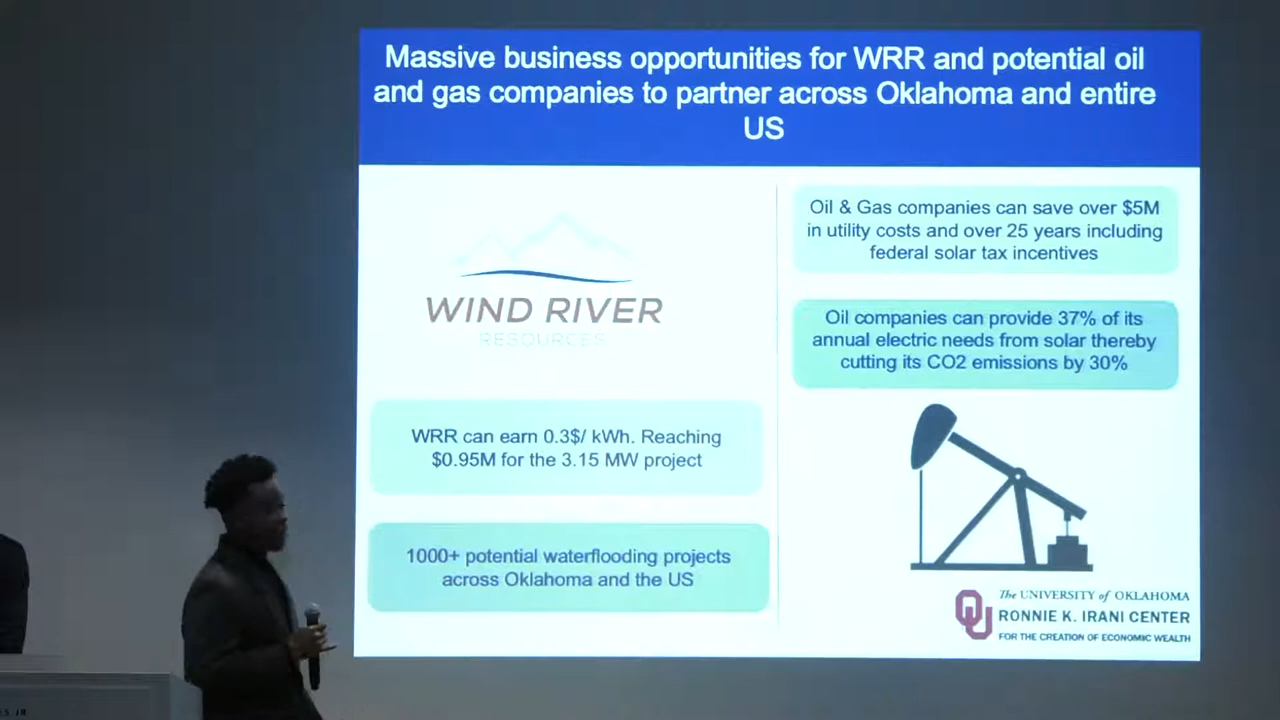 Massive business opportunities for WRR and potential oil
and gas companies to partner across Oklahoma and entire
US
WIND RIVER
RESOURCES
WRR can earn 0.3$/ kWh. Reaching
$0.95M for the 3.15 MW project
1000+ potential waterflooding projects
across Oklahoma and the US
Oil & Gas companies can save over $5M
in utility costs and over 25 years including
federal solar tax incentives
Oil companies can provide 37% of its
annual electric needs from solar thereby
cutting its CO2 emissions by 30%
OU
The UNIVERSITY of OKLAHOMA
RONNIE K. IRANI CENTER
FOR THE CREATION OF ECONOMIC WEALTH
JR.